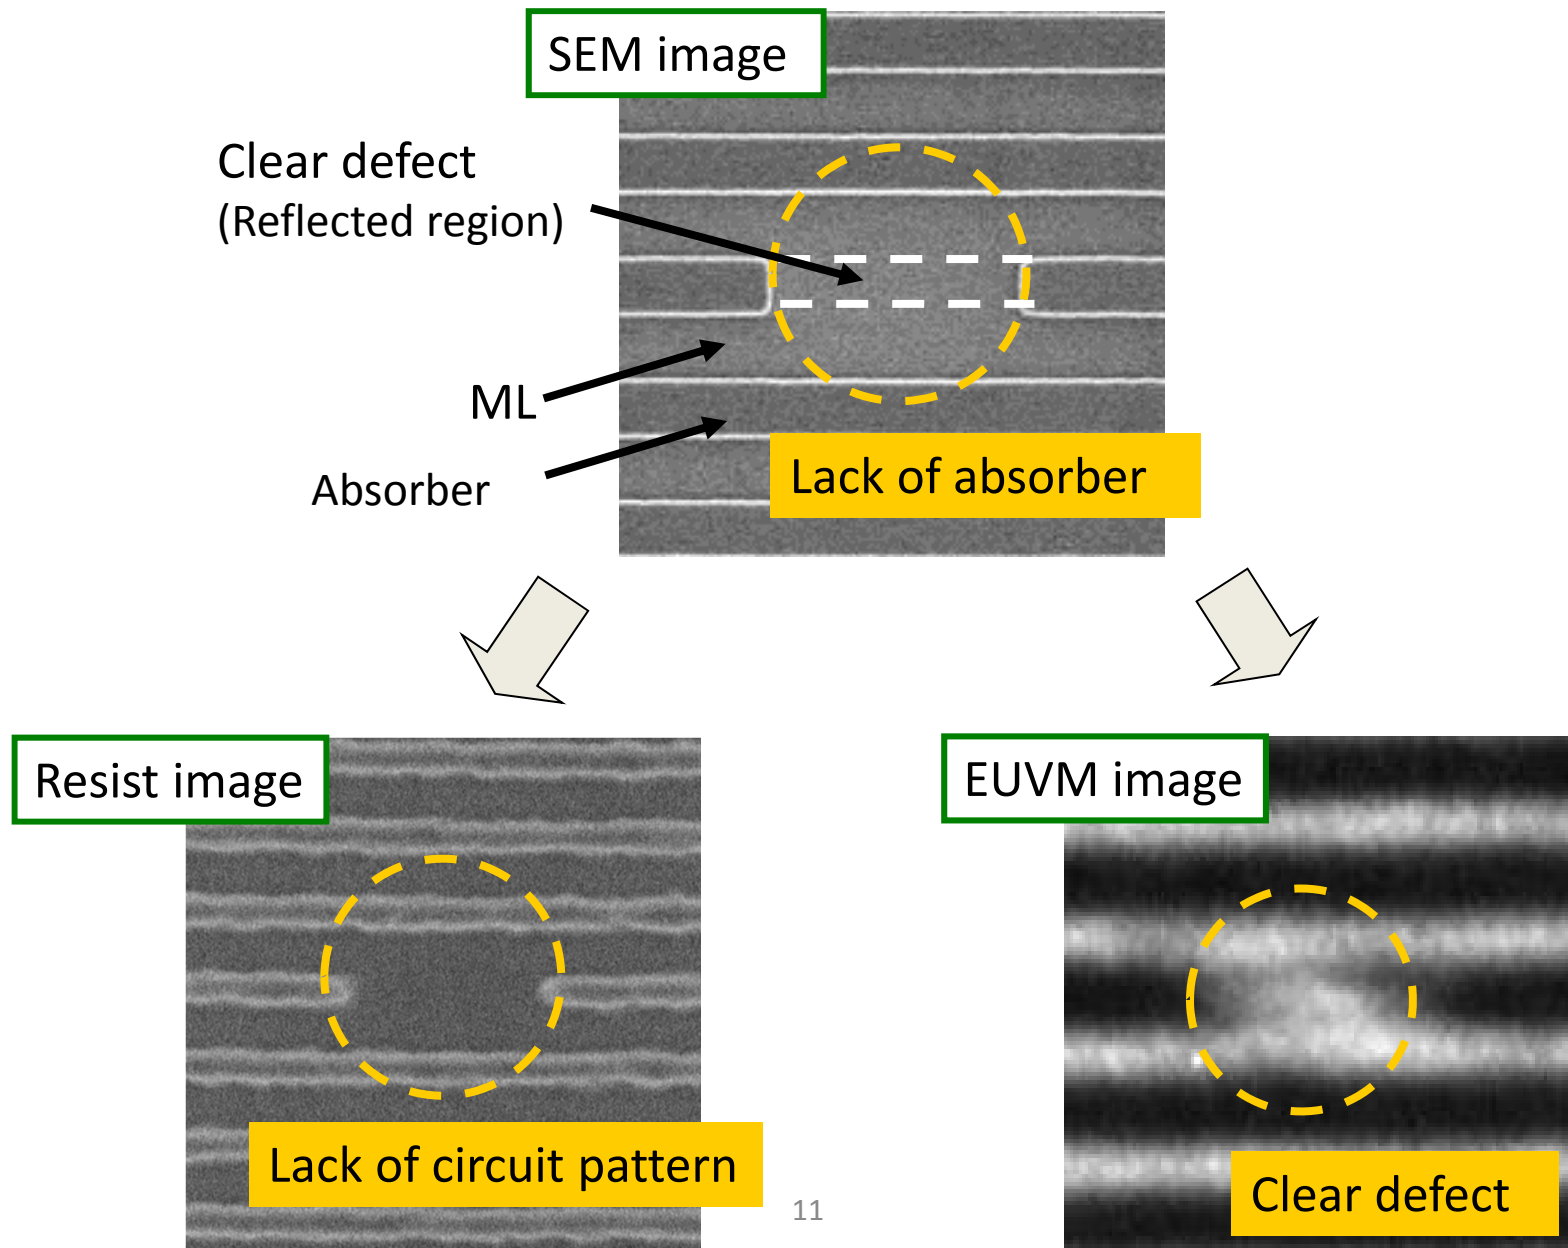 SEM image
Clear defect
(Reflected region)
ML
Absorber
Lack of absorber
Resist image
EUVM image
Lack of circuit pattern
Clear defect
11